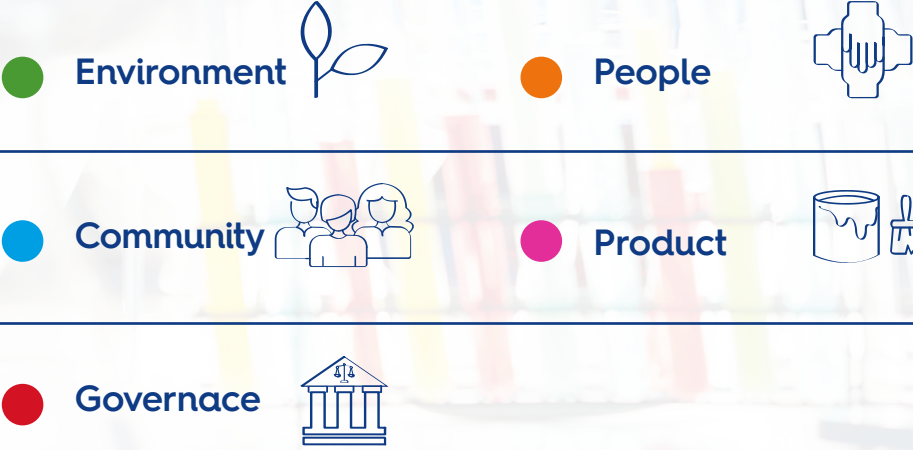 Environment
People
Community
Product
Governace